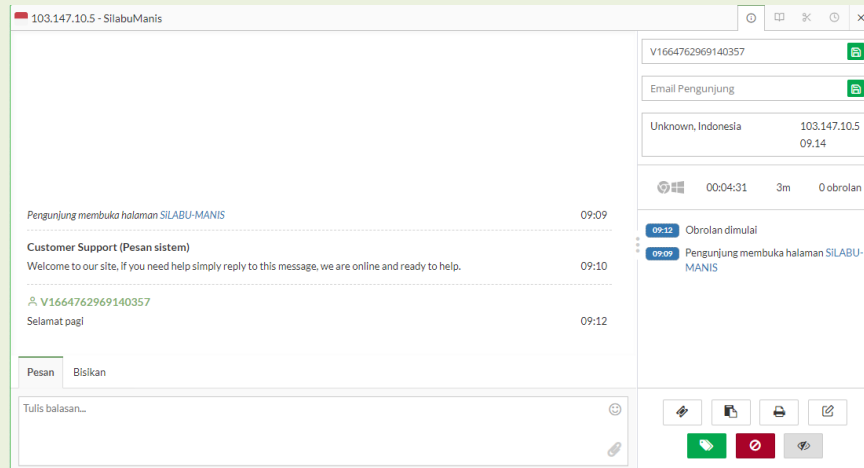 103.147.10.5 - SilabuManis
Pengunjung membuka halaman SiLABU-MANIS 09:09
Customer Support (Pesan sistem)
Welcome to our site, if you need help simply reply to this message, we are online and ready to help. 09:10
V1664762969140357
Selamat pagi 09:12
Pesan Bisikan
Tulis balasan...
V1664762969140357
Email Pengunjung
Unknown, Indonesia 103.147.10.5
09.14
00:04:31 3m 0 obrolan
09:12 Obrolan dimulai
09:09 Pengunjung membuka halaman SiLABU-
MANIS